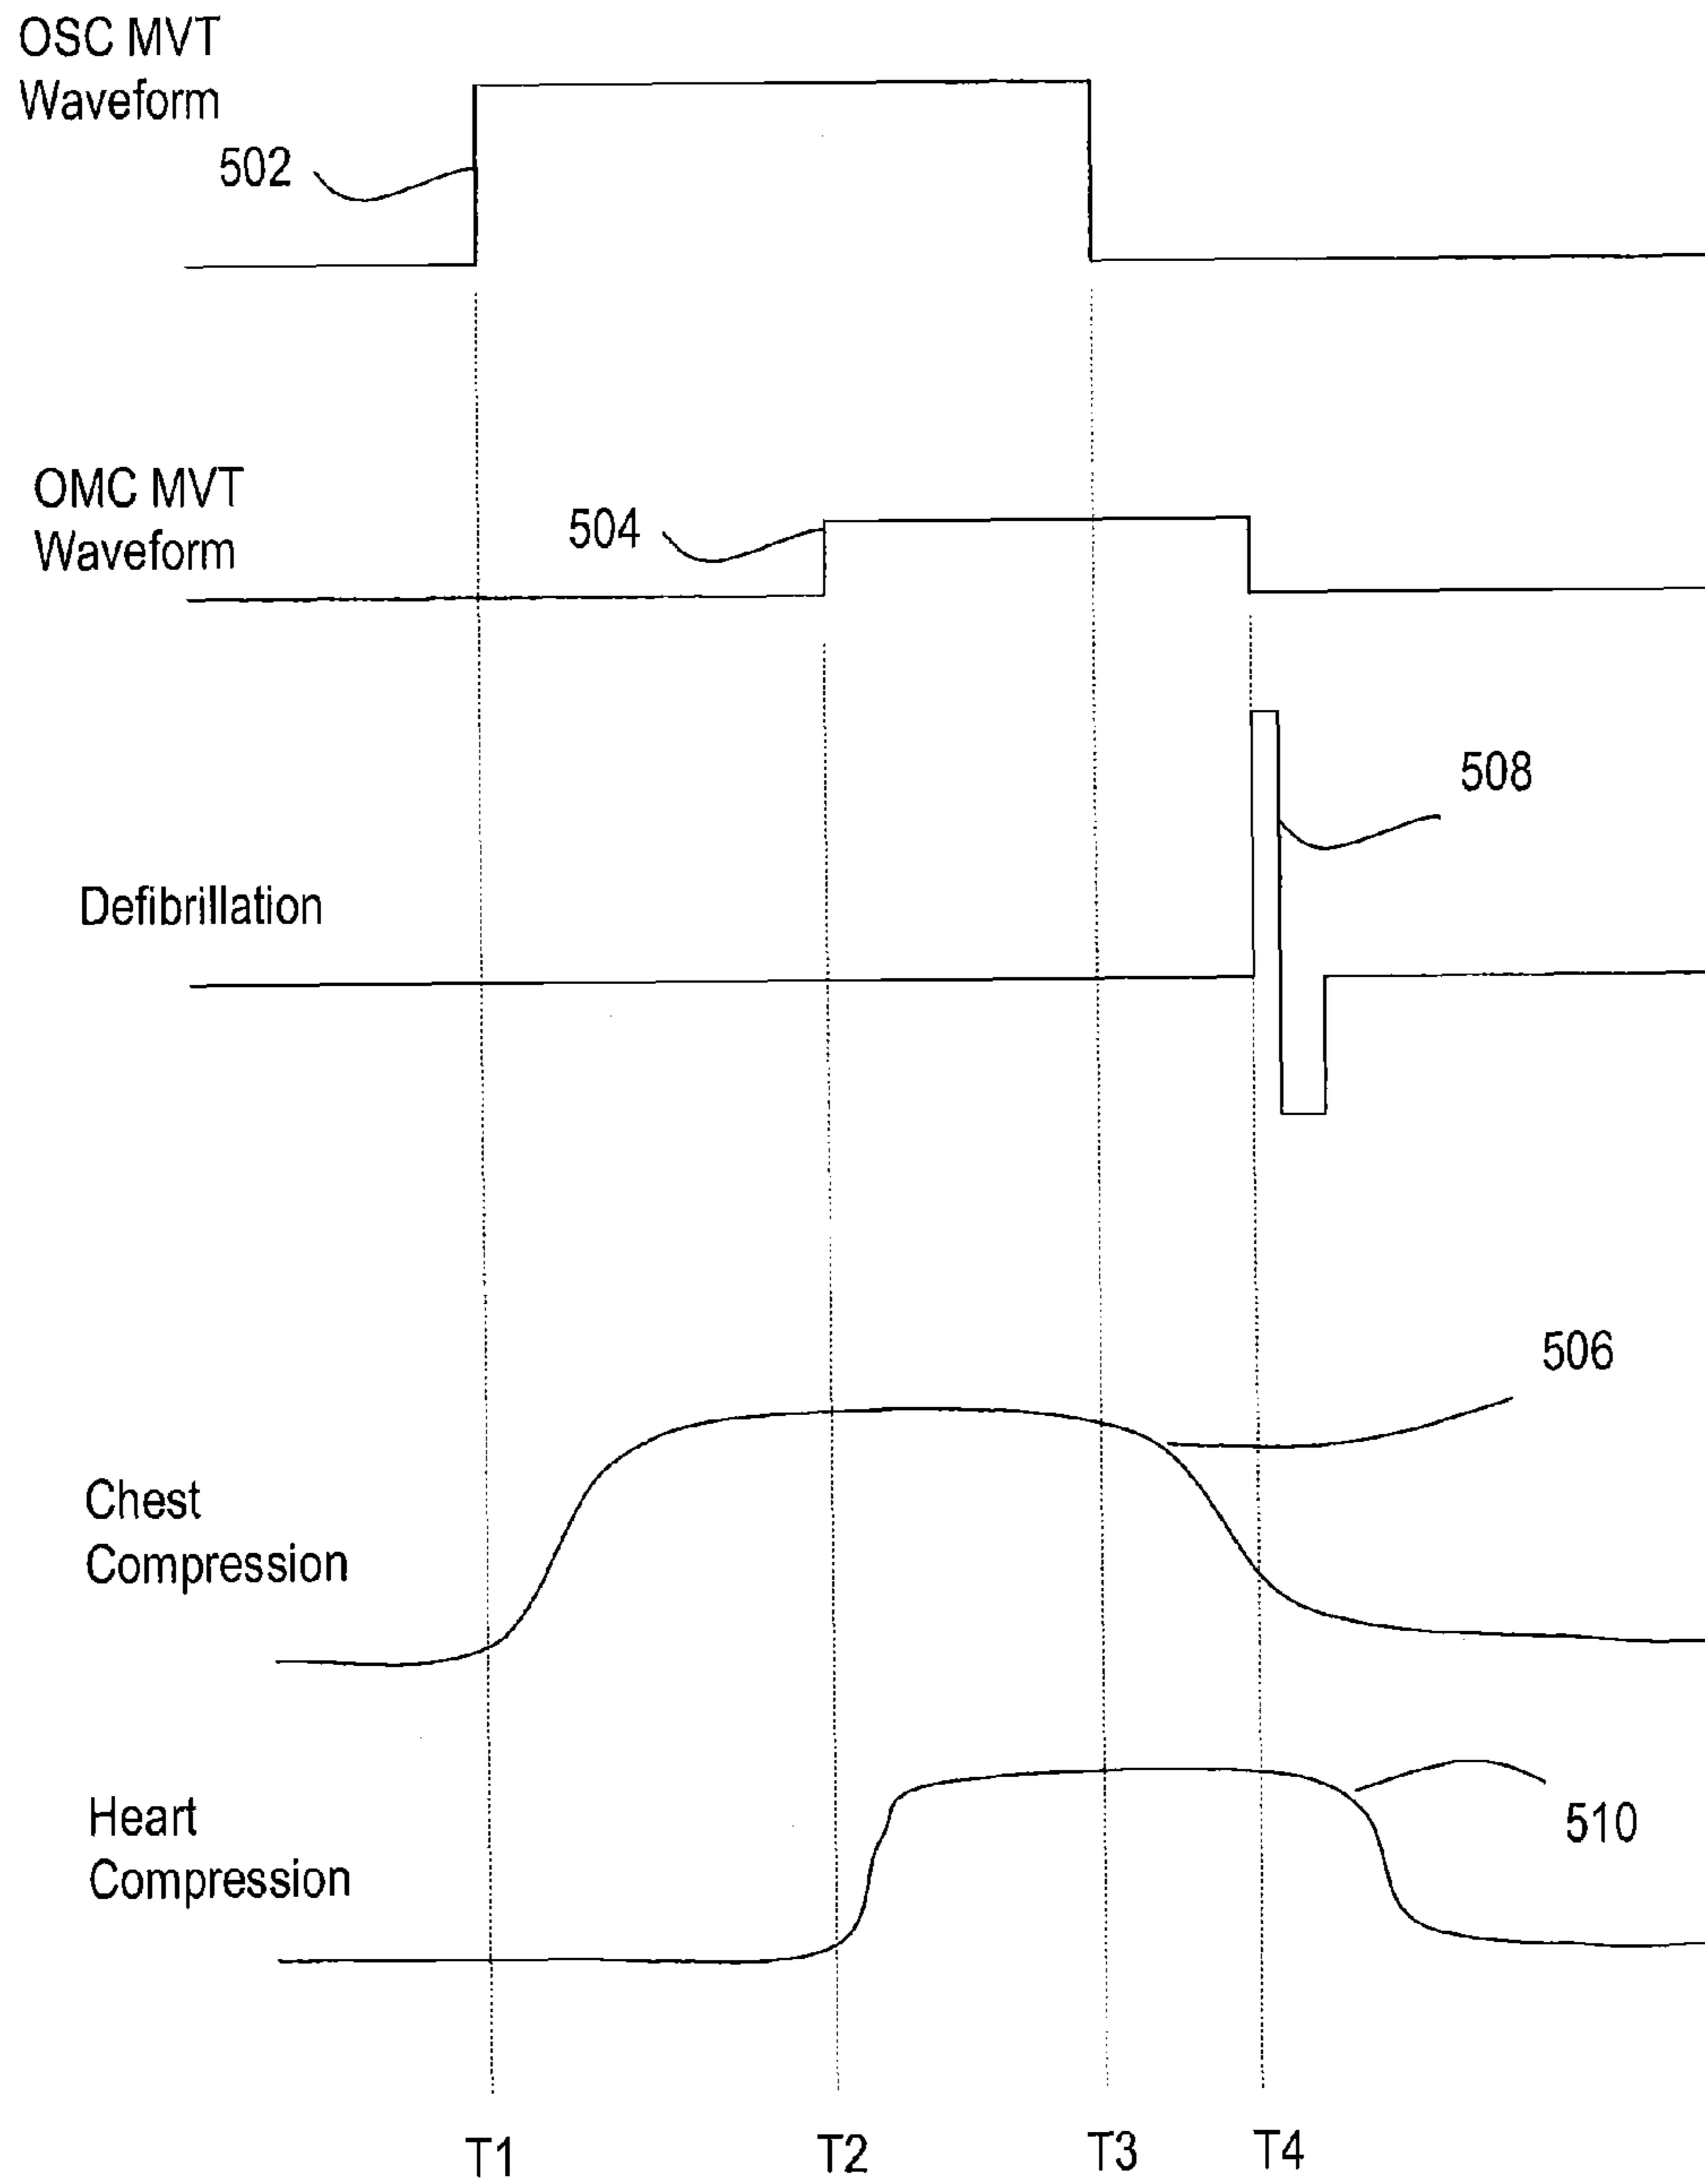 OSC MVT
Waveform
502
OMC MVT
Waveform
504
508
Defibrillation
506
Chest
Compression
Heart
Compression
510
T1 T2 T3 T4